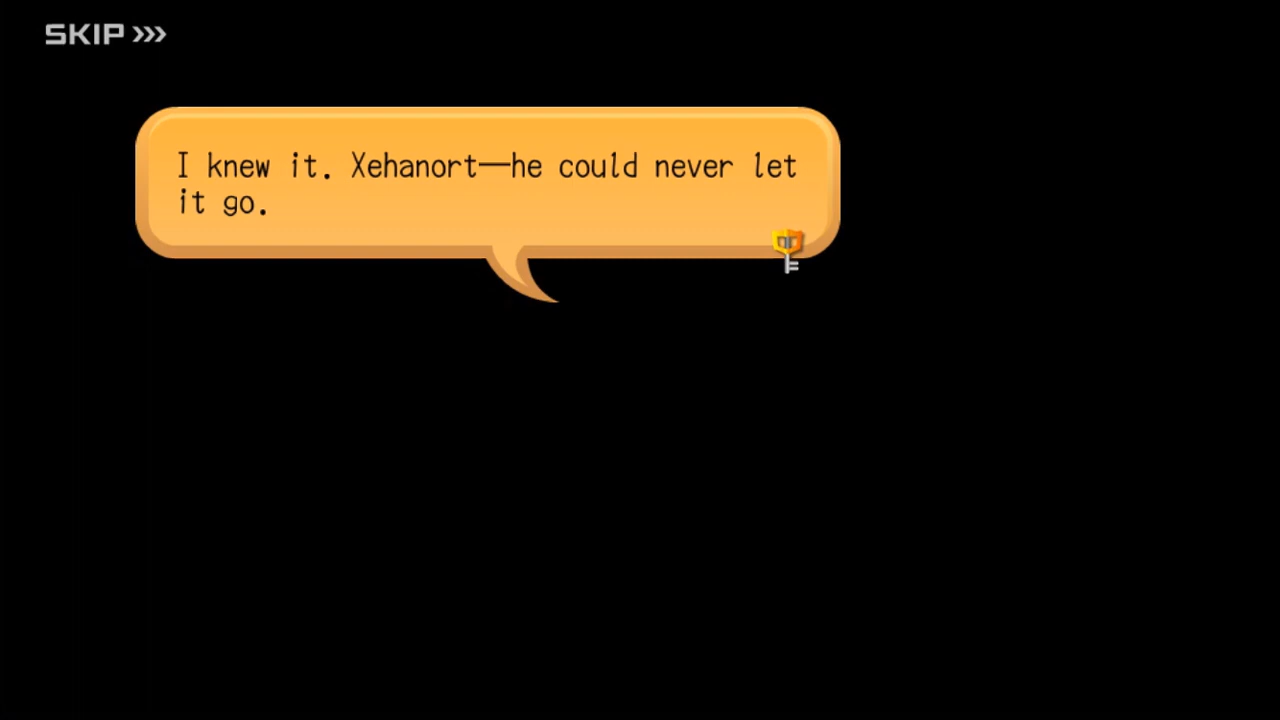 SKIP »›
I knew it. Xehanort—he could never let
it go.